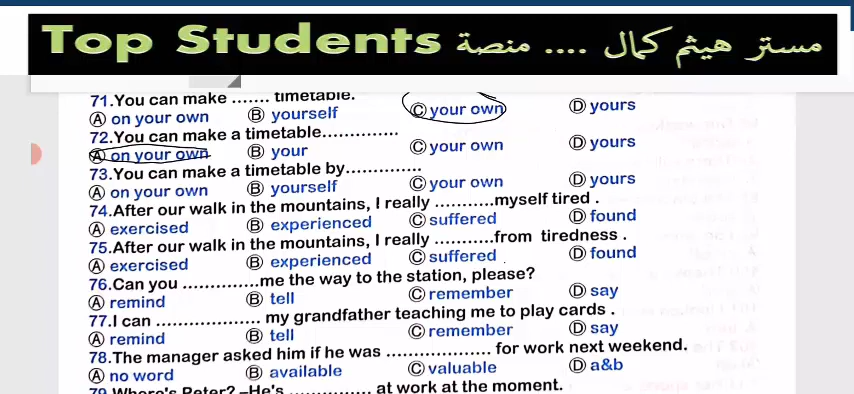 Top Students مستر هيثم كمال .... منصة
71.You can make ....... timetable.
Ⓐ on your own Ⓑ yourself Ⓒ your own Ⓓ yours
72.You can make a timetable..............
Ⓐ on your own Ⓑ your Ⓒ your own Ⓓ yours
73.You can make a timetable by..............
Ⓐ on your own Ⓑ yourself Ⓒ your own Ⓓ yours
74.After our walk in the mountains, I really ...........myself tired .
Ⓐ exercised Ⓑ experienced Ⓒ suffered Ⓓ found
75.After our walk in the mountains, I really ...........from tiredness .
Ⓐ exercised Ⓑ experienced Ⓒ suffered Ⓓ found
76.Can you ..............me the way to the station, please?
Ⓐ remind Ⓑ tell Ⓒ remember Ⓓ say
77.I can ................... my grandfather teaching me to play cards .
Ⓐ remind Ⓑ tell Ⓒ remember Ⓓ say
78.The manager asked him if he was ................... for work next weekend.
Ⓐ no word Ⓑ available Ⓒ valuable Ⓓ a&b
79.Where's Peter? –He's ............... at work at the moment.